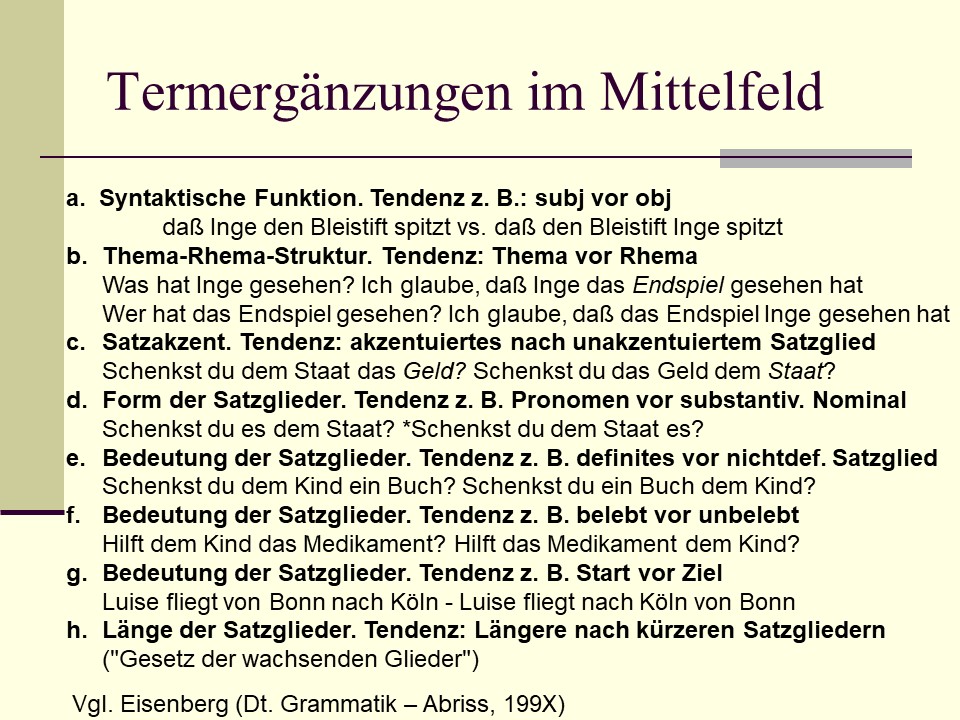 Termergänzungen im Mittelfeld
a. Syntaktische Funktion. Tendenz z. B.: subj vor obj
daß Inge den Bleistift spitzt vs. daß den Bleistift Inge spitzt
b. Thema-Rhema-Struktur. Tendenz: Thema vor Rhema
Was hat Inge gesehen? Ich glaube, daß Inge das Endspiel gesehen hat
Wer hat das Endspiel gesehen? Ich glaube, daß das Endspiel Inge gesehen hat
c. Satzakzent. Tendenz: akzentuiertes nach unakzentuiertem Satzglied
Schenkst du dem Staat das Geld? Schenkst du das Geld dem Staat?
d. Form der Satzglieder. Tendenz z. B. Pronomen vor substantiv. Nominal
Schenkst du es dem Staat? *Schenkst du dem Staat es?
e. Bedeutung der Satzglieder. Tendenz z. B. definites vor nichtdef. Satzglied
Schenkst du dem Kind ein Buch? Schenkst du ein Buch dem Kind?
f. Bedeutung der Satzglieder. Tendenz z. B. belebt vor unbelebt
Hilft dem Kind das Medikament? Hilft das Medikament dem Kind?
g. Bedeutung der Satzglieder. Tendenz z. B. Start vor Ziel
Luise fliegt von Bonn nach Köln - Luise fliegt nach Köln von Bonn
h. Länge der Satzglieder. Tendenz: Längere nach kürzeren Satzgliedern
("Gesetz der wachsenden Glieder")
Vgl. Eisenberg (Dt. Grammatik – Abriss, 199X)